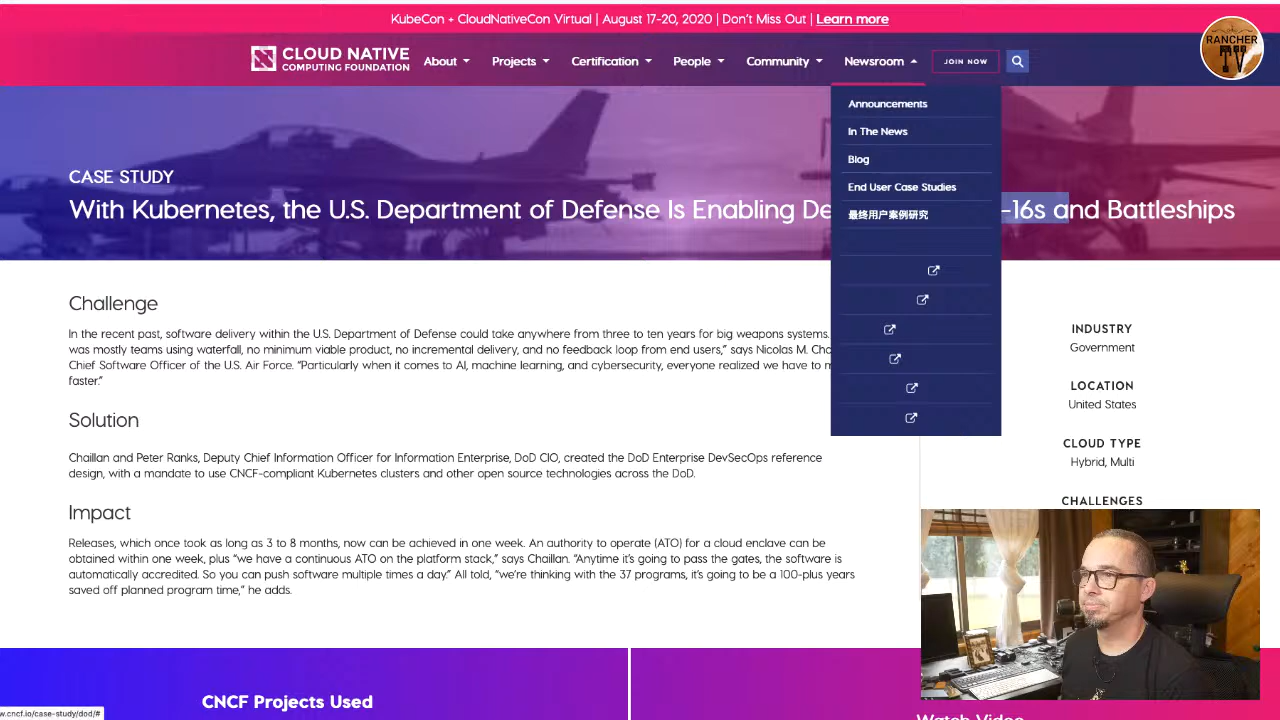 KubeCon + CloudNativeCon Virtual | August 17-20, 2020 | Don't Miss Out | Learn more
RANCHER
TV
CLOUD NATIVE
COMPUTING FOUNDATION
About
Projects
Certification
People
Community
Newsroom
JOIN NOW
Announcements
In The News
Blog
End User Case Studies
最终用户案例研究
CASE STUDY
With Kubernetes, the U.S. Department of Defense Is Enabling De
-16s and Battleships
Challenge
In the recent past, software delivery within the U.S. Department of Defense could take anywhere from three to ten years for big weapons systems.
was mostly teams using waterfall, no minimum viable product, no incremental delivery, and no feedback loop from end users,” says Nicolas M. Cha
Chief Software Officer of the U.S. Air Force. “Particularly when it comes to AI, machine learning, and cybersecurity, everyone realized we have to m
faster.”
Solution
Chaillan and Peter Ranks, Deputy Chief Information Officer for Information Enterprise, DoD CIO, created the DoD Enterprise DevSecOps reference
design, with a mandate to use CNCF-compliant Kubernetes clusters and other open source technologies across the DoD.
Impact
Releases, which once took as long as 3 to 8 months, now can be achieved in one week. An authority to operate (ATO) for a cloud enclave can be
obtained within one week, plus “we have a continuous ATO on the platform stack,” says Chaillan. “Anytime it’s going to pass the gates, the software is
automatically accredited. So you can push software multiple times a day.” All told, “we’re thinking with the 37 programs, it’s going to be a 100-plus years
saved off planned program time,” he adds.
INDUSTRY
Government
LOCATION
United States
CLOUD TYPE
Hybrid, Multi
CHALLENGES
CNCF Projects Used
Watch Video
w.cncf.io/case-study/dod/#